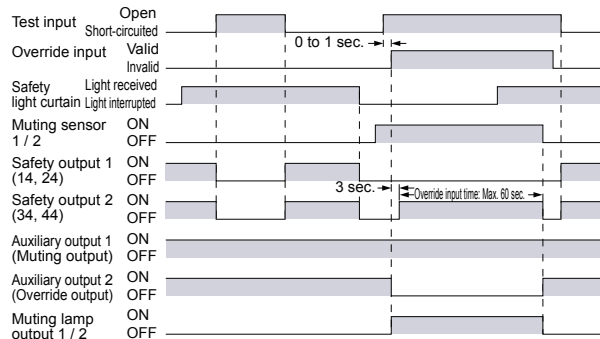 Test input Open
Short-circuited
0 to 1 sec.
Override input Valid
Invalid
Safety light curtain Light received
Light interrupted
Muting sensor 1 / 2 ON
OFF
Safety output 1 (14, 24) ON
OFF
3 sec.
Override input time: Max. 60 sec.
Safety output 2 (34, 44) ON
OFF
Auxiliary output 1 (Muting output) ON
OFF
Auxiliary output 2 (Override output) ON
OFF
Muting lamp output 1 / 2 ON
OFF